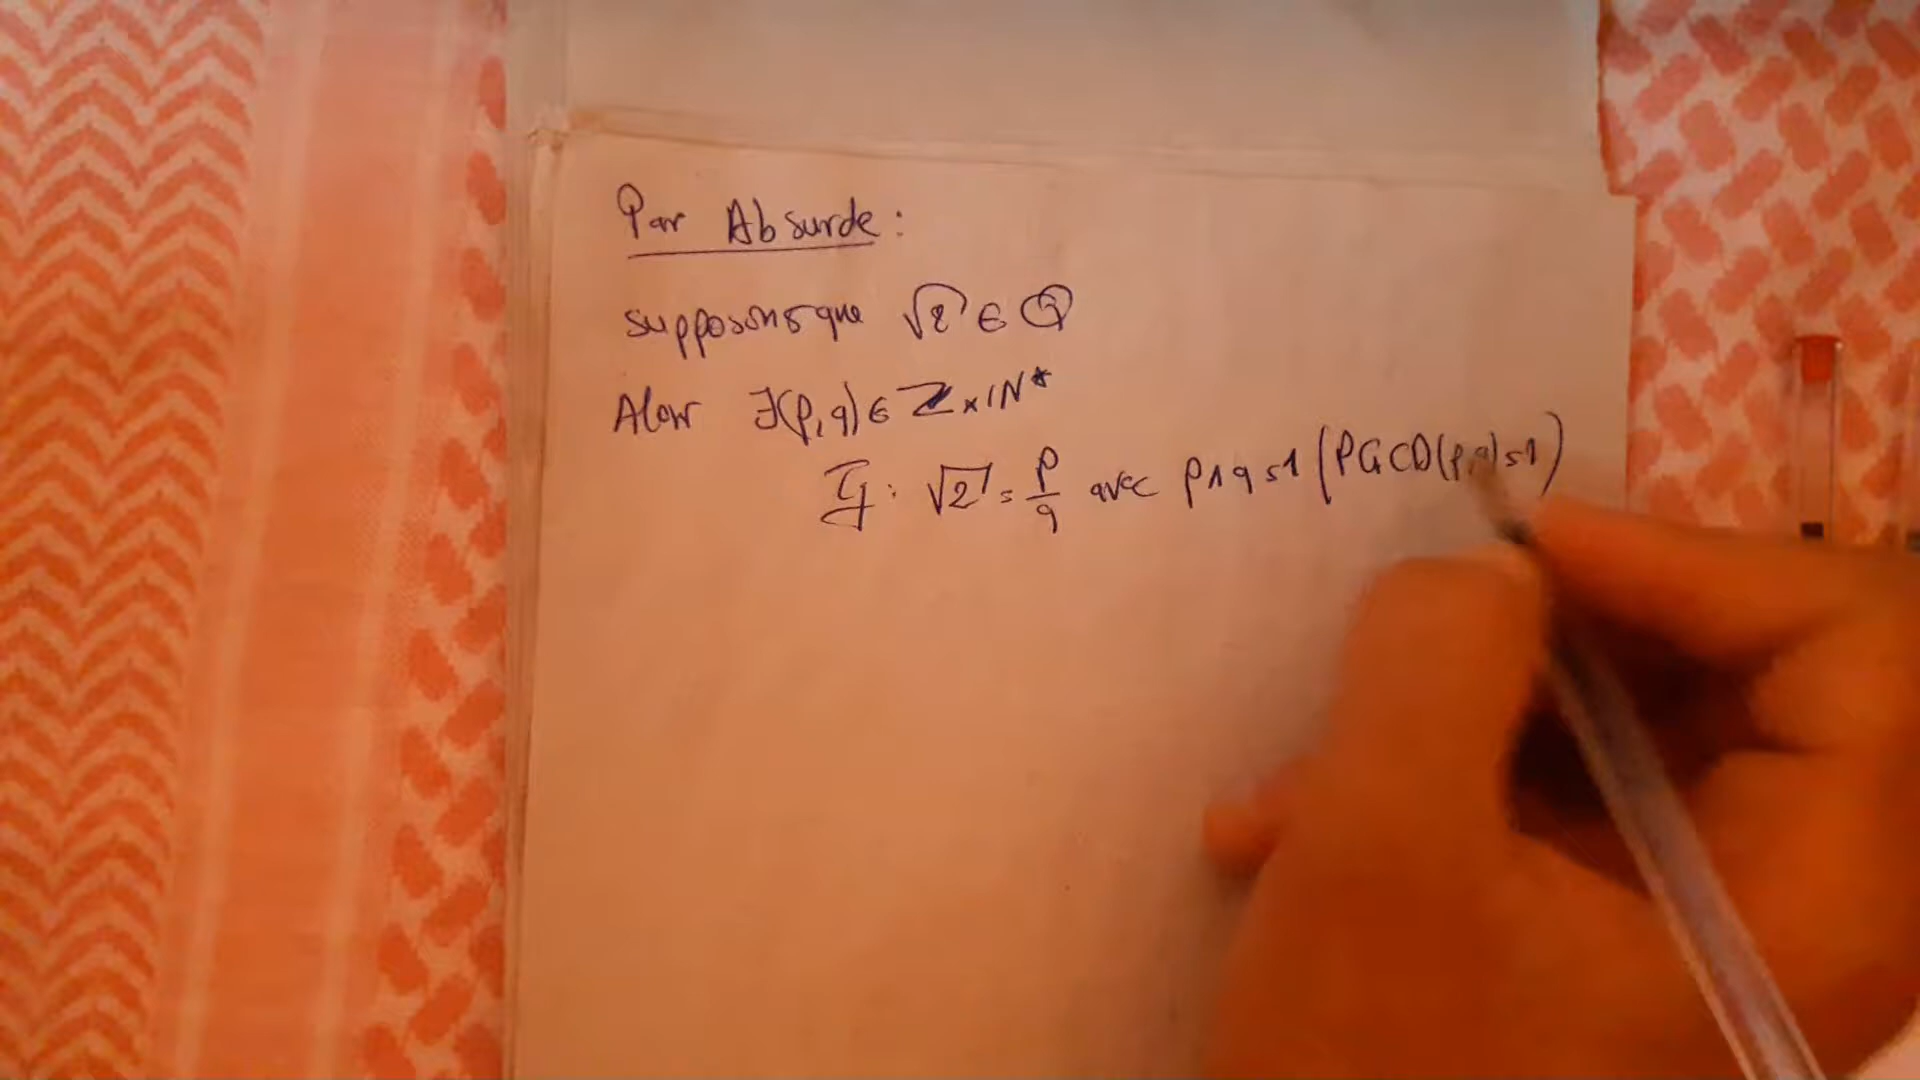 Par Absurde :
supposons que √2 ∈ ℚ
Alors ∃(p,q) ∈ ℤ×ℕ*
Tq : √2 = p/q avec p∧q=1 (PGCD(p,q)=1)